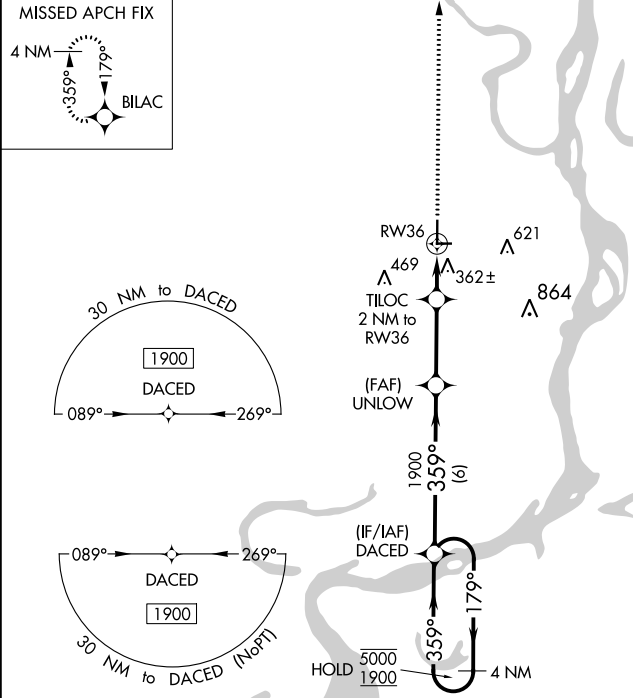 MISSED APCH FIX
4 NM
359°
179°
BILAC
RW36
621
469
362±
TILOC
2 NM to
RW36
864
30 NM to DACED
1900
DACED
089°
269°
(FAF)
UNLOW
1900
359°
(6)
(IF/IAF)
DACED
089°
269°
DACED
1900
30 NM to DACED (NoPT)
359°
179°
HOLD
5000
1900
4 NM